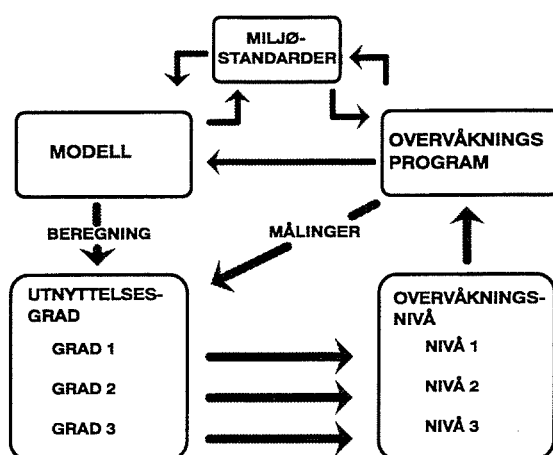 MILJØ-
STANDARDER
MODELL
OVERVÅKNINGS
PROGRAM
BEREGNING
MÅLINGER
UTNYTTELSES-
GRAD
GRAD 1
GRAD 2
GRAD 3
OVERVÅKNINGS-
NIVÅ
NIVÅ 1
NIVÅ 2
NIVÅ 3